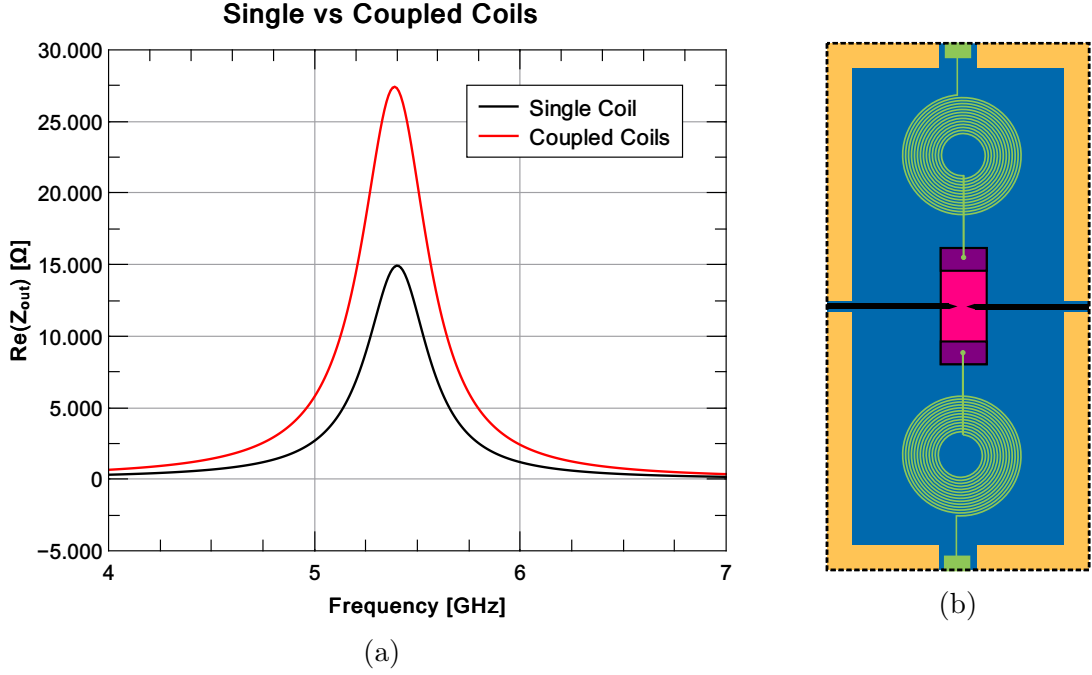 Single vs Coupled Coils
30.000
25.000
20.000
15.000
10.000
5.000
0
−5.000
Re(Z_out) [Ω]
Single Coil
Coupled Coils
4
5
6
7
Frequency [GHz]
(a)
(b)